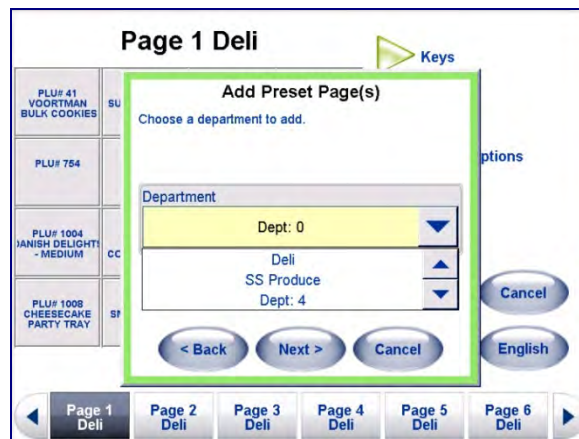 Page 1 Deli
Keys
PLU# 41
VOORTMAN
BULK COOKIES
SU
Add Preset Page(s)
Choose a department to add.
PLU# 754
ptions
Department
Dept: 0
PLU# 1004
DANISH DELIGHTS
- MEDIUM
CC
Deli
SS Produce
Dept: 4
PLU# 1008
CHEESECAKE
PARTY TRAY
SM
Cancel
< Back
Next >
Cancel
English
Page 1
Deli
Page 2
Deli
Page 3
Deli
Page 4
Deli
Page 5
Deli
Page 6
Deli